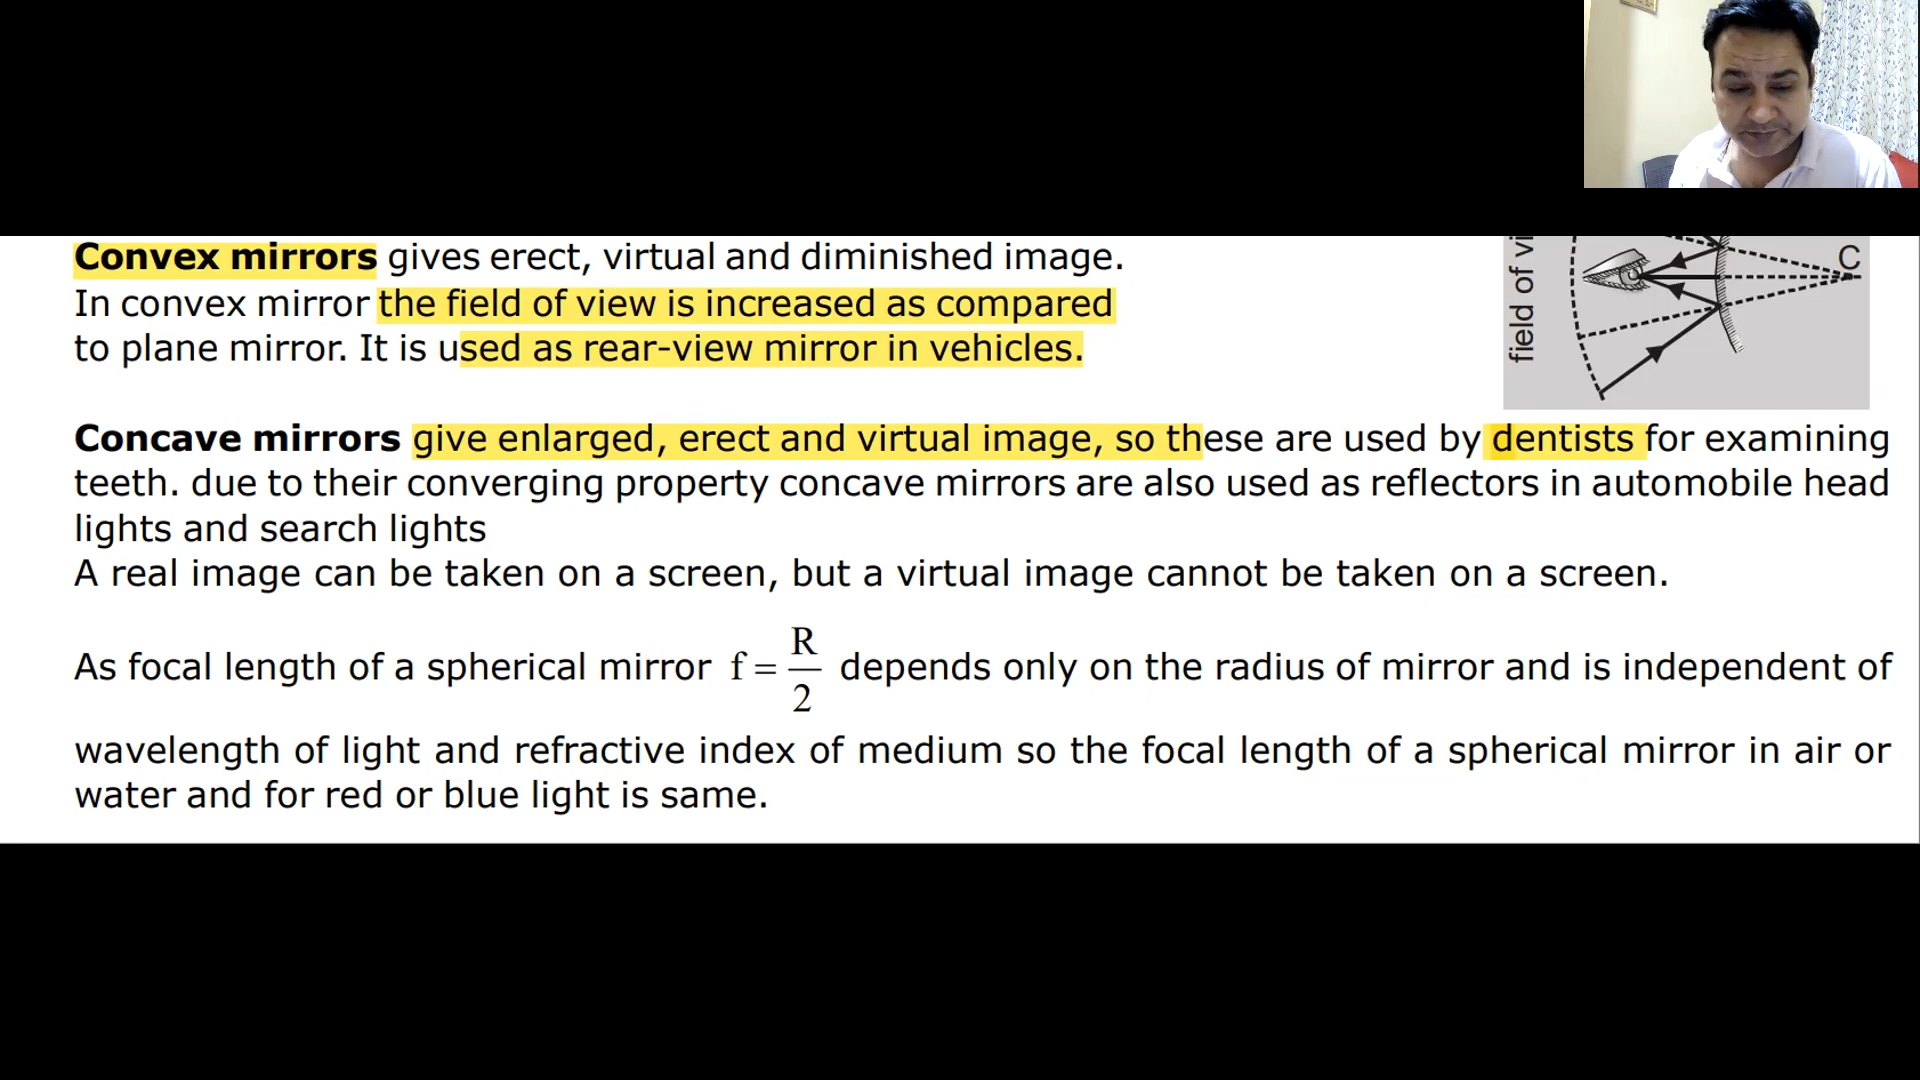 Convex mirrors gives erect, virtual and diminished image.
In convex mirror the field of view is increased as compared
to plane mirror. It is used as rear-view mirror in vehicles.
field of vi
C
Concave mirrors give enlarged, erect and virtual image, so these are used by dentists for examining
teeth. due to their converging property concave mirrors are also used as reflectors in automobile head
lights and search lights
A real image can be taken on a screen, but a virtual image cannot be taken on a screen.
As focal length of a spherical mirror f = R/2 depends only on the radius of mirror and is independent of
wavelength of light and refractive index of medium so the focal length of a spherical mirror in air or
water and for red or blue light is same.